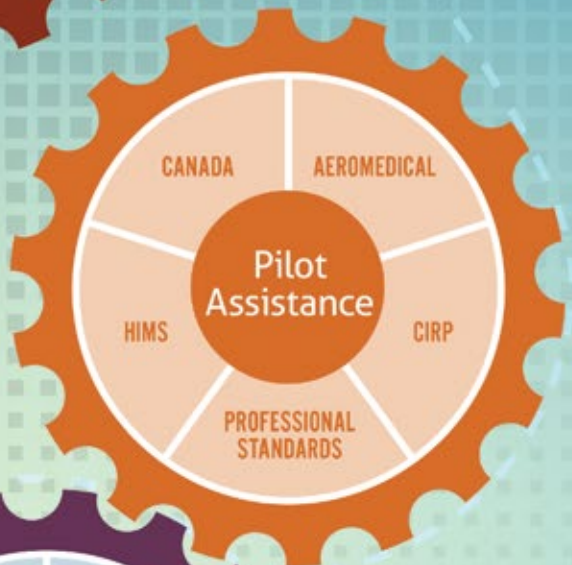 CANADA
AEROMEDICAL
Pilot
Assistance
HIMS
CIRP
PROFESSIONAL
STANDARDS